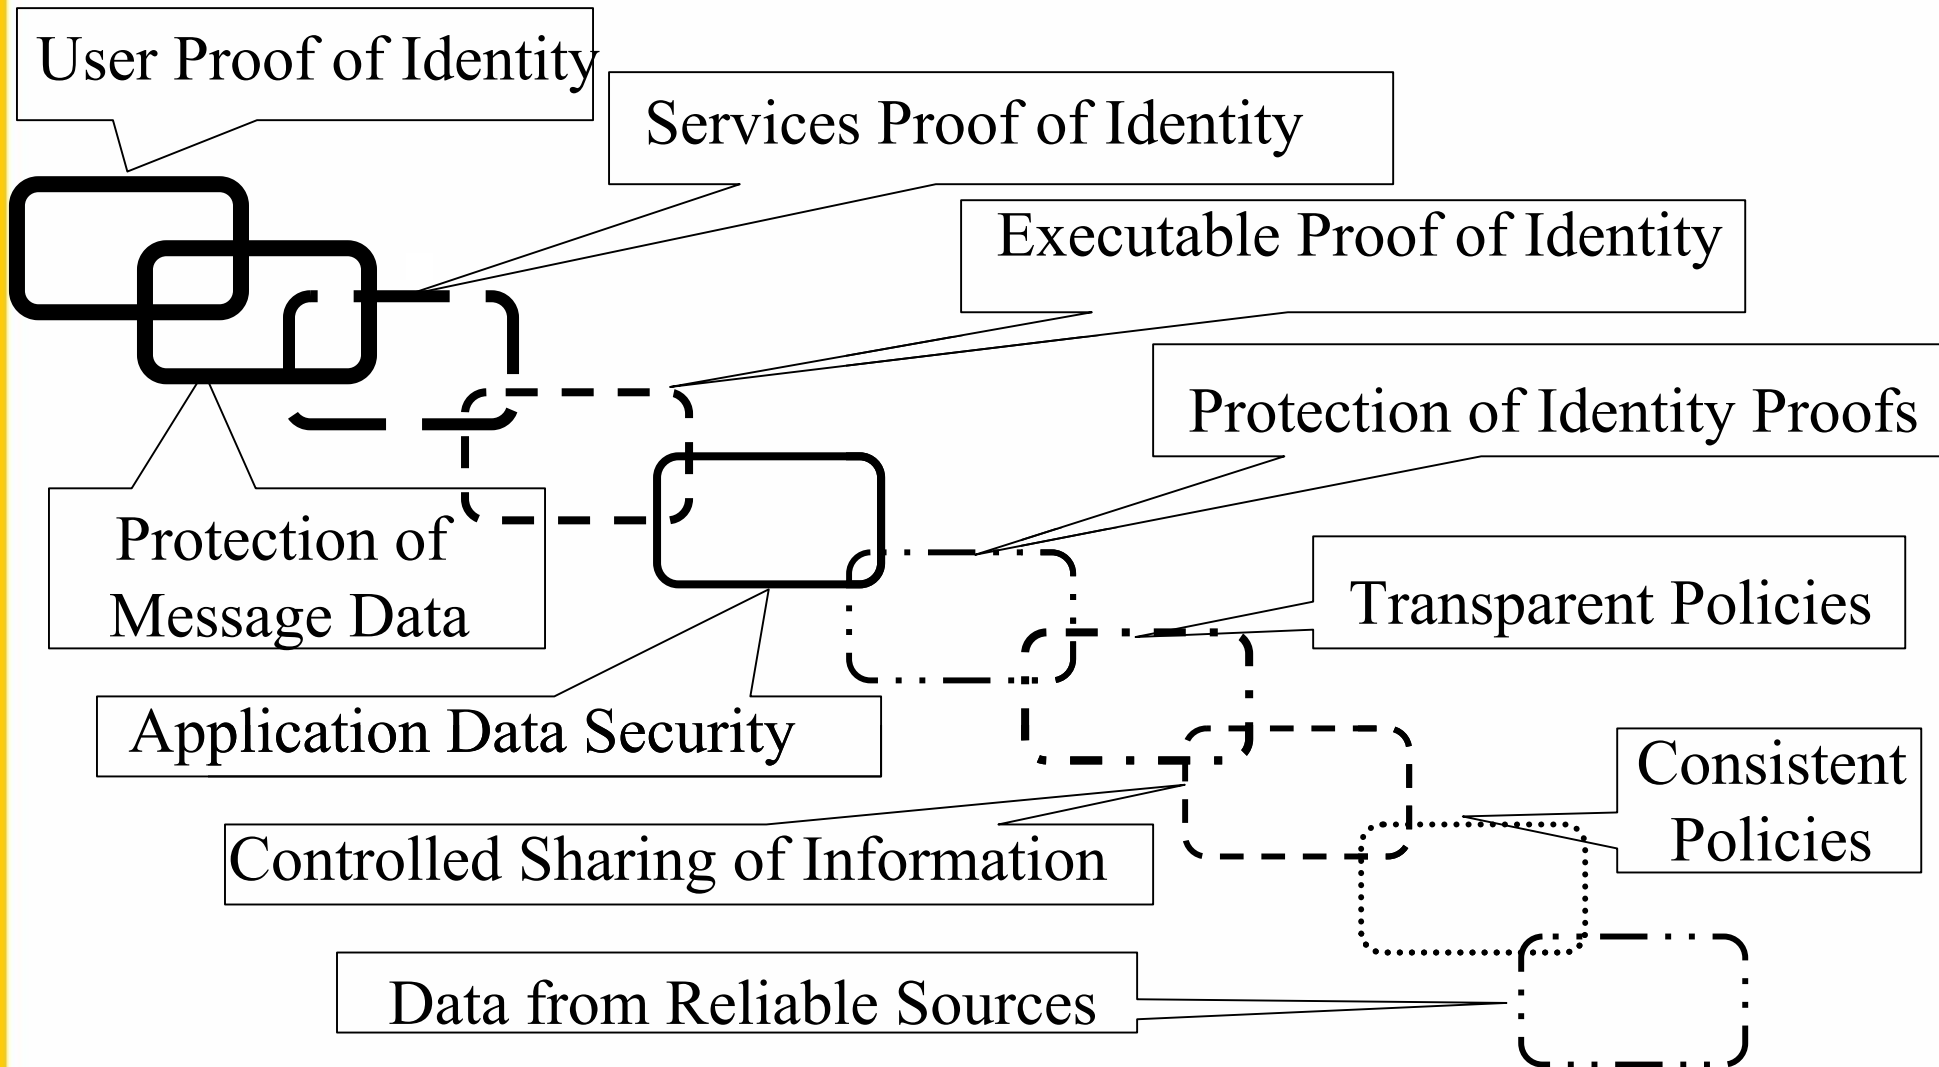 User Proof of Identity
Services Proof of Identity
Executable Proof of Identity
Protection of Identity Proofs
Protection of
Message Data
Transparent Policies
Application Data Security
Consistent
Policies
Controlled Sharing of Information
Data from Reliable Sources